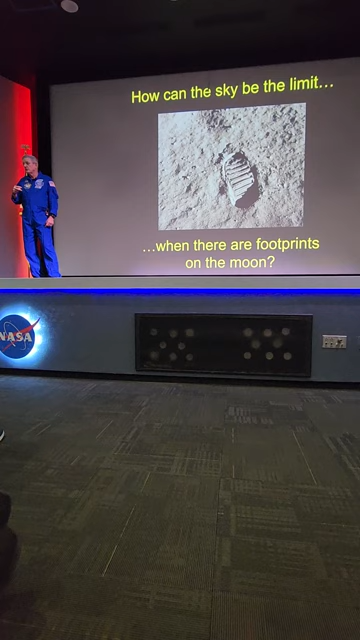 How can the sky be the limit...
...when there are footprints
on the moon?
NASA